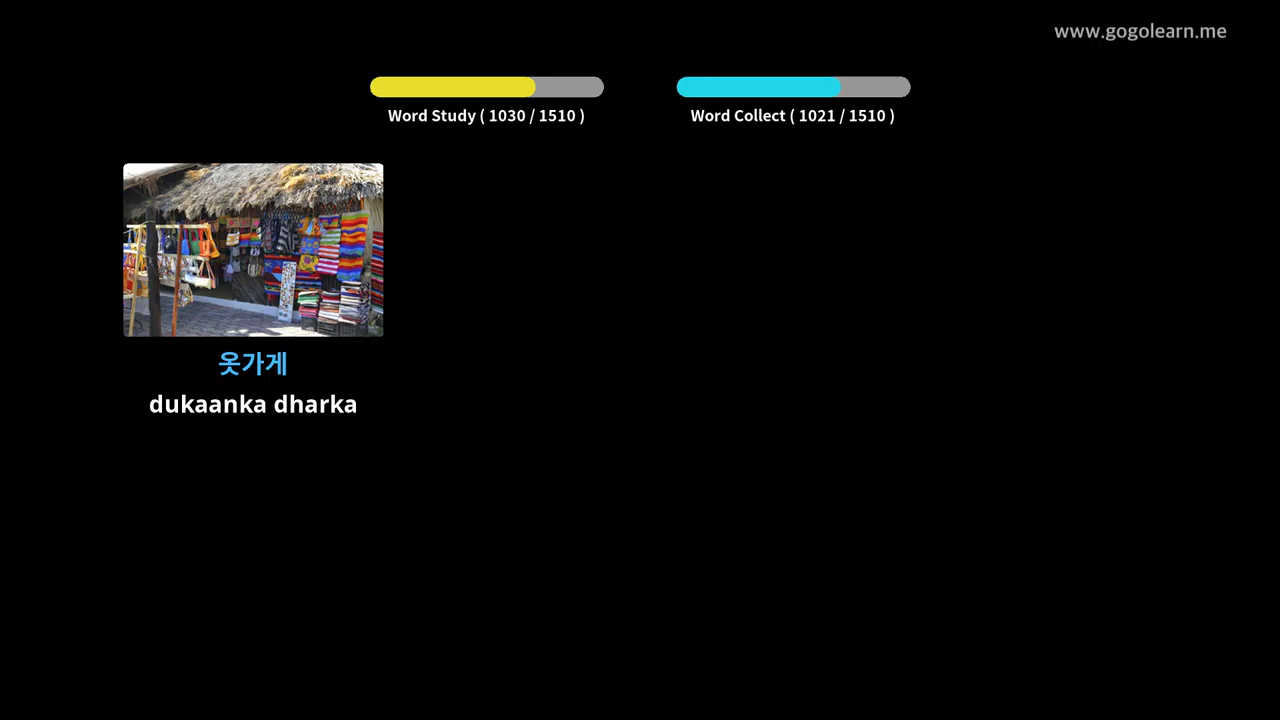 www.gogolearn.me
Word Study ( 1030 / 1510 )
Word Collect ( 1021 / 1510 )
옷가게
dukaanka dharka